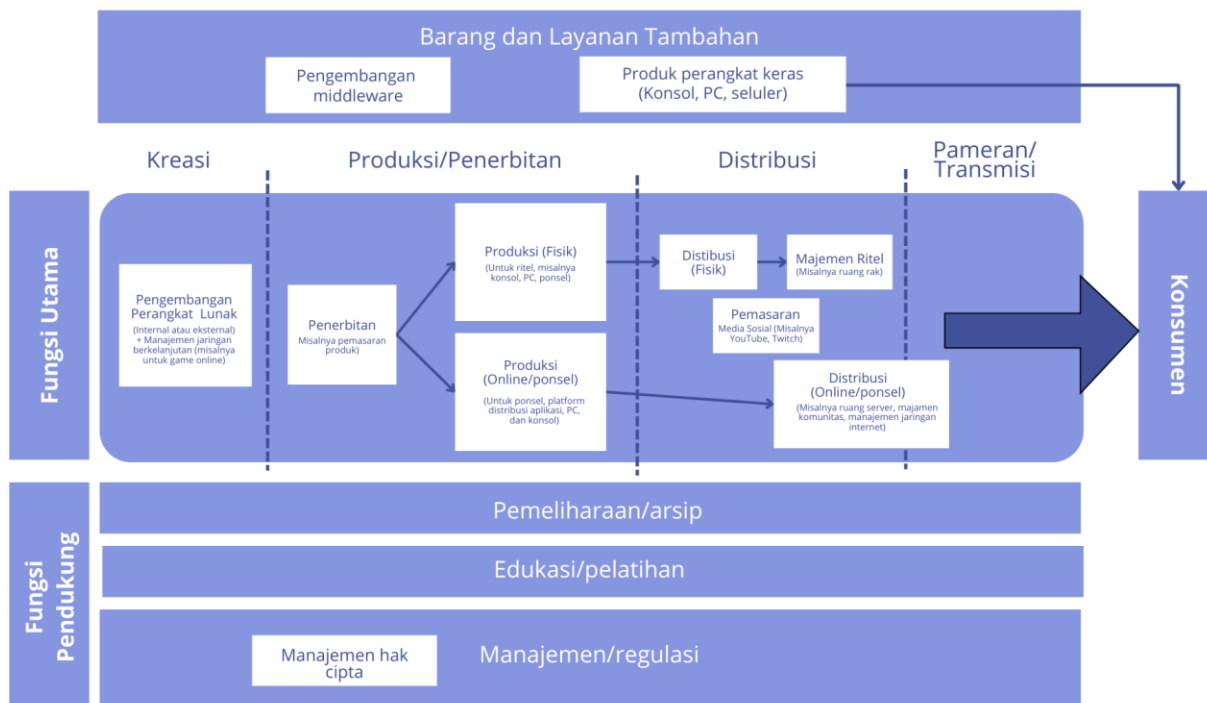 Barang dan Layanan Tambahan
Pengembangan
middleware
Produk perangkat keras
(Konsol, PC, seluler)
Kreasi
Produksi/Penerbitan
Distribusi
Pameran/
Transmisi
Fungsi Utama
Pengembangan
Perangkat Lunak
(Internal atau eksternal)
+ Manajemen jaringan
berkelanjutan (misalnya
untuk game online)
Penerbitan
Misalnya pemasaran
produk)
Produksi (Fisik)
(Untuk ritel, misalnya
konsol, PC, ponsel)
Produksi
(Online/ponsel)
(Untuk ponsel, platform
distribusi aplikasi, PC,
dan konsol)
Distibusi
(Fisik)
Majemen Ritel
(Misalnya ruang rak)
Pemasaran
Media Sosial (Misalnya
YouTube, Twitch)
Distribusi
(Online/ponsel)
(Misalnya ruang server, majamen
komunitas, manajemen jaringan
internet)
Konsumen
Fungsi
Pendukung
Pemeliharaan/arsip
Edukasi/pelatihan
Manajemen hak
cipta
Manajemen/regulasi